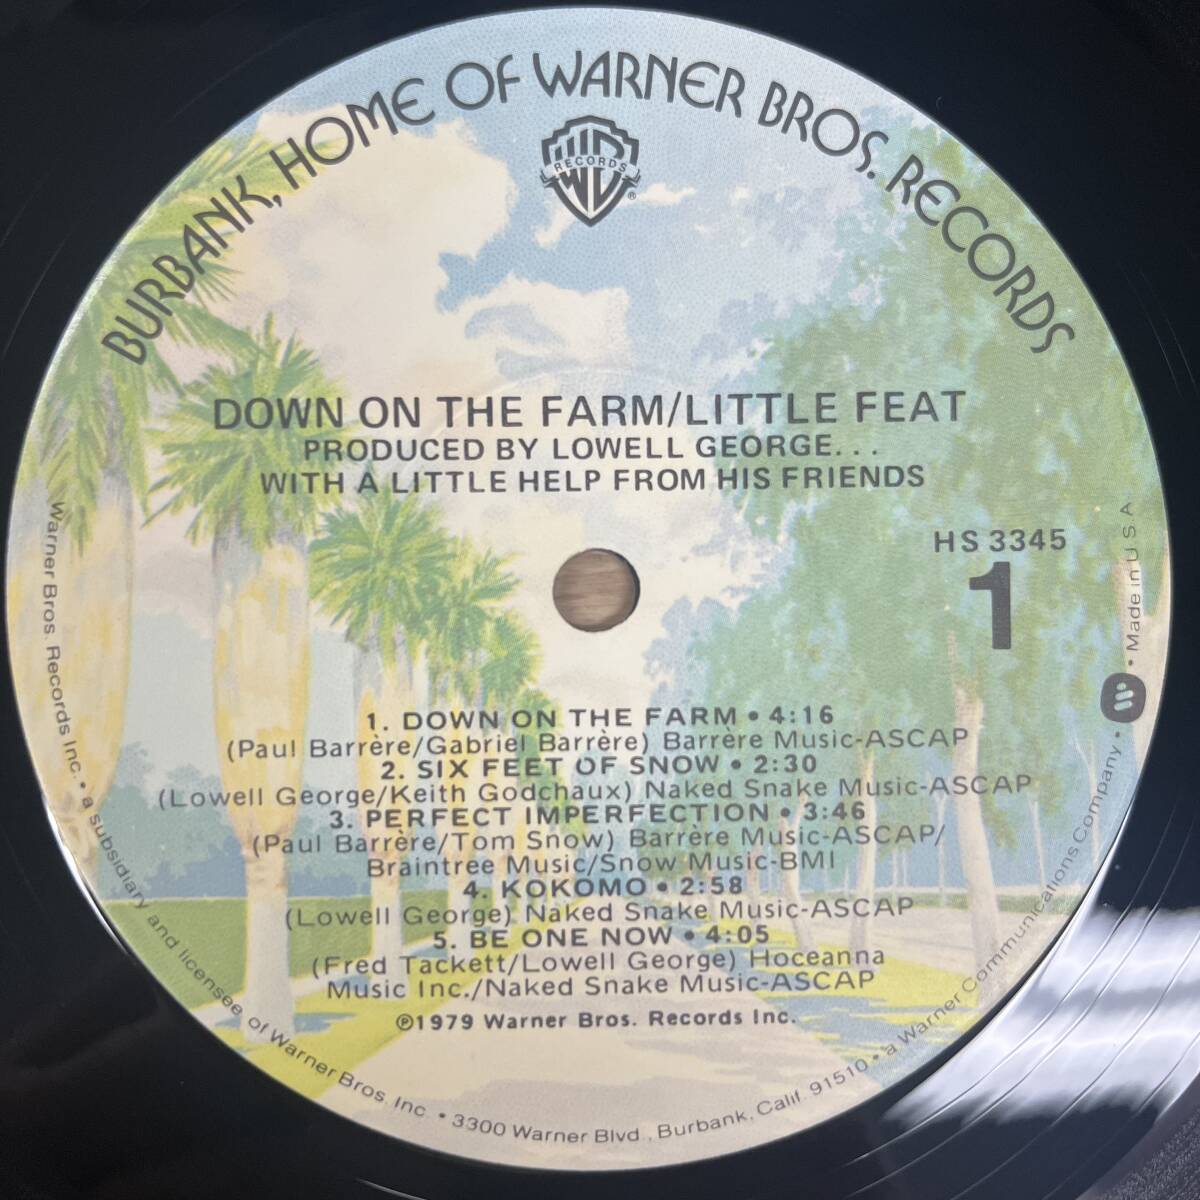 BURBANK, HOME OF WARNER BROS. RECORDS
W
RECORDS
®
DOWN ON THE FARM/LITTLE FEAT
PRODUCED BY LOWELL GEORGE...
WITH A LITTLE HELP FROM HIS FRIENDS
HS 3345
1
1. DOWN ON THE FARM • 4:16
(Paul Barrère/Gabriel Barrère) Barrère Music-ASCAP
2. SIX FEET OF SNOW • 2:30
(Lowell George/Keith Godchaux) Naked Snake Music-ASCAP
3. PERFECT IMPERFECTION • 3:46
(Paul Barrère/Tom Snow) Barrère Music-ASCAP/
Braintree Music/Snow Music-BMI
4. KOKOMO • 2:58
(Lowell George) Naked Snake Music-ASCAP
5. BE ONE NOW • 4:05
(Fred Tackett/Lowell George) Hoceanna
Music Inc./Naked Snake Music-ASCAP
℗1979 Warner Bros. Records Inc.
Warner Bros. Records Inc. • a subsidiary and licensee of Warner Bros. Inc. • 3300 Warner Blvd., Burbank, Calif. 91510 • a Warner Communications Company • Made in U S A